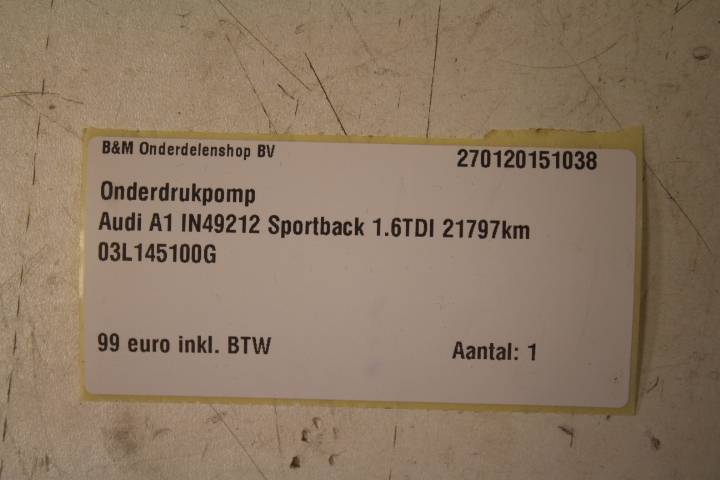 B&M Onderdelenshop BV 270120151038
Onderdrukpomp
Audi A1 IN49212 Sportback 1.6TDI 21797km
03L145100G
99 euro inkl. BTW Aantal: 1